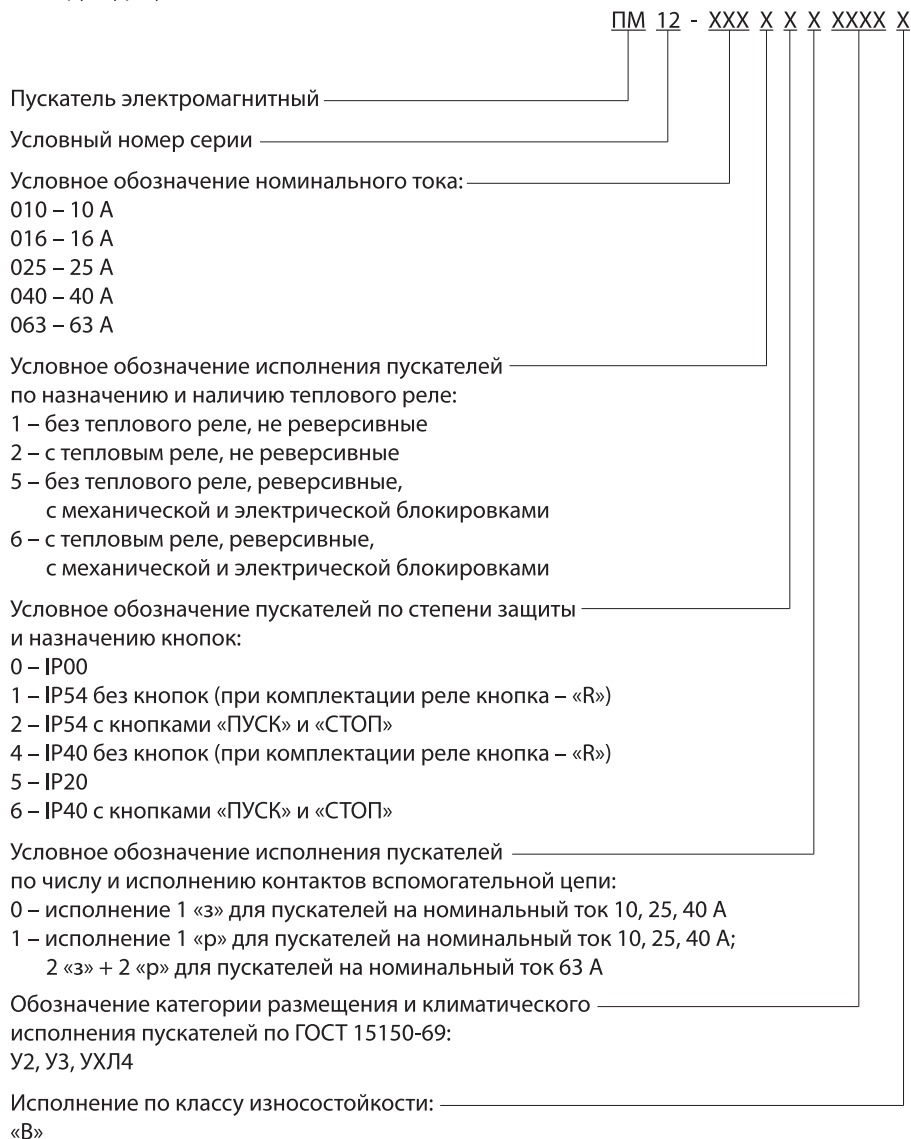 ПМ 12 - XXX X X X XXXX X
Пускатель электромагнитный
Условный номер серии
Условное обозначение номинального тока:
010 – 10 А
016 – 16 А
025 – 25 А
040 – 40 А
063 – 63 А
Условное обозначение исполнения пускателей
по назначению и наличию теплового реле:
1 – без теплового реле, не реверсивные
2 – с тепловым реле, не реверсивные
5 – без теплового реле, реверсивные,
с механической и электрической блокировками
6 – с тепловым реле, реверсивные,
с механической и электрической блокировками
Условное обозначение пускателей по степени защиты
и назначению кнопок:
0 – IP00
1 – IP54 без кнопок (при комплектации реле кнопка – «R»)
2 – IP54 с кнопками «ПУСК» и «СТОП»
4 – IP40 без кнопок (при комплектации реле кнопка – «R»)
5 – IP20
6 – IP40 с кнопками «ПУСК» и «СТОП»
Условное обозначение исполнения пускателей
по числу и исполнению контактов вспомогательной цепи:
0 – исполнение 1 «з» для пускателей на номинальный ток 10, 25, 40 А
1 – исполнение 1 «р» для пускателей на номинальный ток 10, 25, 40 А;
2 «з» + 2 «р» для пускателей на номинальный ток 63 А
Обозначение категории размещения и климатического
исполнения пускателей по ГОСТ 15150-69:
У2, У3, УХЛ4
Исполнение по классу износостойкости:
«В»